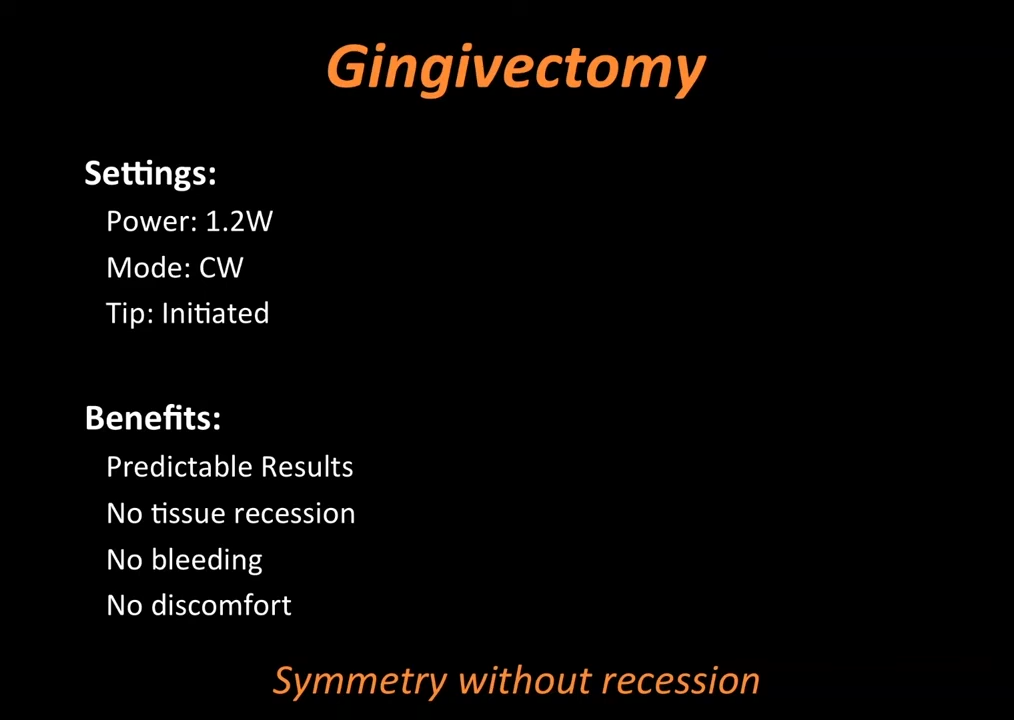 Gingivectomy
Settings:
Power: 1.2W
Mode: CW
Tip: Initiated
Benefits:
Predictable Results
No tissue recession
No bleeding
No discomfort
Symmetry without recession